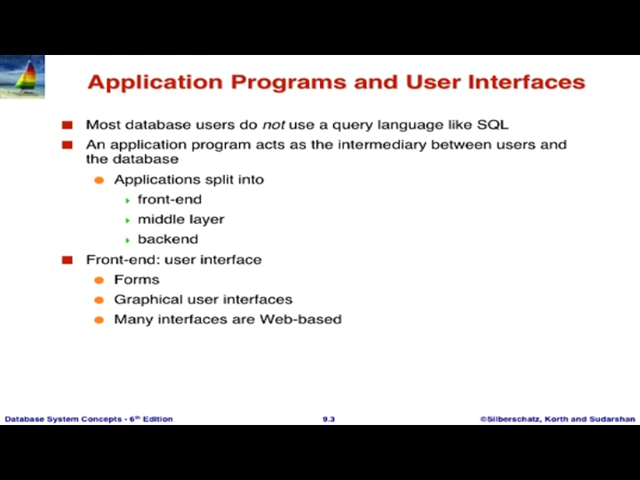 Application Programs and User Interfaces
Most database users do not use a query language like SQL
An application program acts as the intermediary between users and
the database
Applications split into
front-end
middle layer
backend
Front-end: user interface
Forms
Graphical user interfaces
Many interfaces are Web-based
Database System Concepts - 6th Edition
9.3
©Silberschatz, Korth and Sudarshan